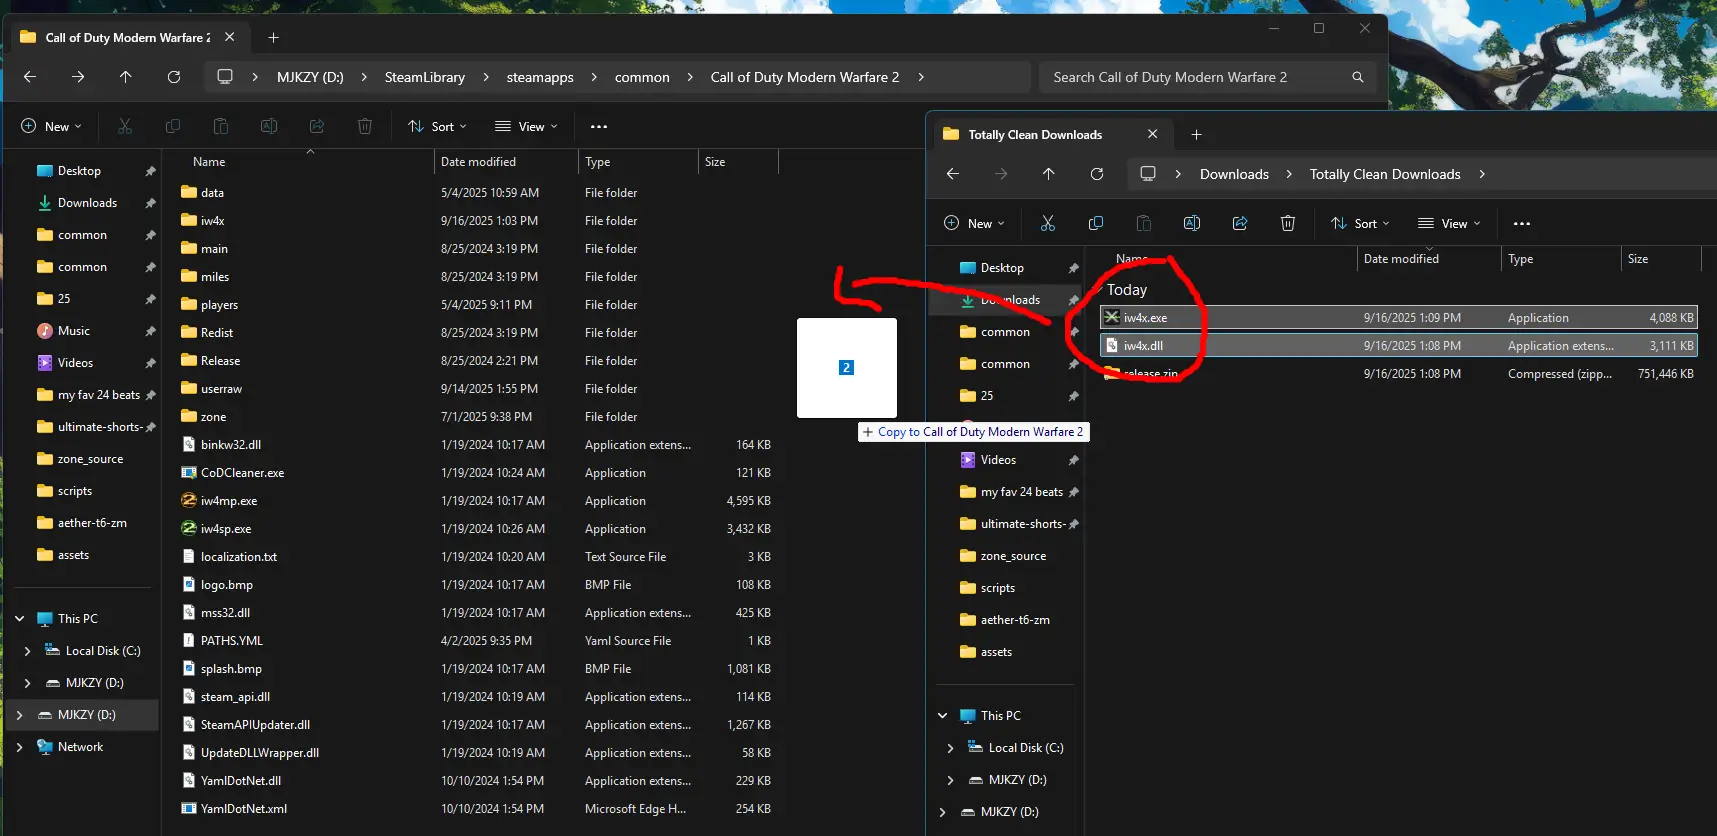 Call of Duty Modern Warfare 2
MJKZY (D:) SteamLibrary steamapps common Call of Duty Modern Warfare 2
Search Call of Duty Modern Warfare 2
New Sort View
Name Date modified Type Size
Desktop
Downloads
common
common
25
Music
Videos
my fav 24 beats
ultimate-shorts-
zone_source
scripts
aether-t6-zm
assets
This PC
Local Disk (C:)
MJKZY (D:)
MJKZY (D:)
Network
data 5/4/2025 10:59 AM File folder
iw4x 9/16/2025 1:03 PM File folder
main 8/25/2024 3:19 PM File folder
miles 8/25/2024 3:19 PM File folder
players 5/4/2025 9:11 PM File folder
Redist 8/25/2024 3:19 PM File folder
Release 8/25/2024 2:21 PM File folder
userraw 9/14/2025 1:55 PM File folder
zone 7/1/2025 9:38 PM File folder
binkw32.dll 1/19/2024 10:17 AM Application extens... 164 KB
CoDCleaner.exe 1/19/2024 10:24 AM Application 121 KB
iw4mp.exe 1/19/2024 10:17 AM Application 4,595 KB
iw4sp.exe 1/19/2024 10:26 AM Application 3,432 KB
localization.txt 1/19/2024 10:20 AM Text Source File 3 KB
logo.bmp 1/19/2024 10:17 AM BMP File 108 KB
mss32.dll 1/19/2024 10:17 AM Application extens... 425 KB
PATHS.YML 4/2/2025 9:35 PM Yaml Source File 1 KB
splash.bmp 1/19/2024 10:17 AM BMP File 1,081 KB
steam_api.dll 1/19/2024 10:19 AM Application extens... 114 KB
SteamAPIUpdater.dll 1/19/2024 10:17 AM Application extens... 1,267 KB
UpdateDLLWrapper.dll 1/19/2024 10:19 AM Application extens... 58 KB
YamlDotNet.dll 10/10/2024 1:54 PM Application extens... 229 KB
YamlDotNet.xml 10/10/2024 1:54 PM Microsoft Edge H... 254 KB
2
+ Copy to Call of Duty Modern Warfare 2
Totally Clean Downloads
Downloads Totally Clean Downloads
New Sort View
Name Date modified Type Size
Desktop
Downloads
common
common
25
Videos
my fav 24 beats
ultimate-shorts-
zone_source
scripts
aether-t6-zm
assets
This PC
Local Disk (C:)
MJKZY (D:)
MJKZY (D:)
Today
iw4x.exe 9/16/2025 1:09 PM Application 4,088 KB
iw4x.dll 9/16/2025 1:08 PM Application extens... 3,111 KB
release.zip 9/16/2025 1:08 PM Compressed (zipp... 751,446 KB